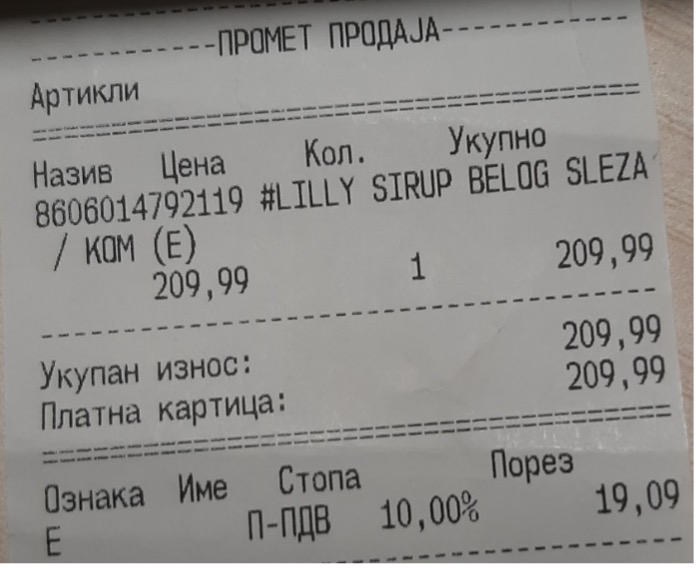 ------------ПРОМЕТ ПРОДАЈА------------
Артикли
========================================
Назив Цена Кол. Укупно
8606014792119 #LILLY SIRUP BELOG SLEZA
/ КОМ (Е)
209,99 1 209,99
----------------------------------------
Укупан износ: 209,99
Платна картица: 209,99
========================================
Ознака Име Стопа Порез
Е П-ПДВ 10,00% 19,09
----------------------------------------